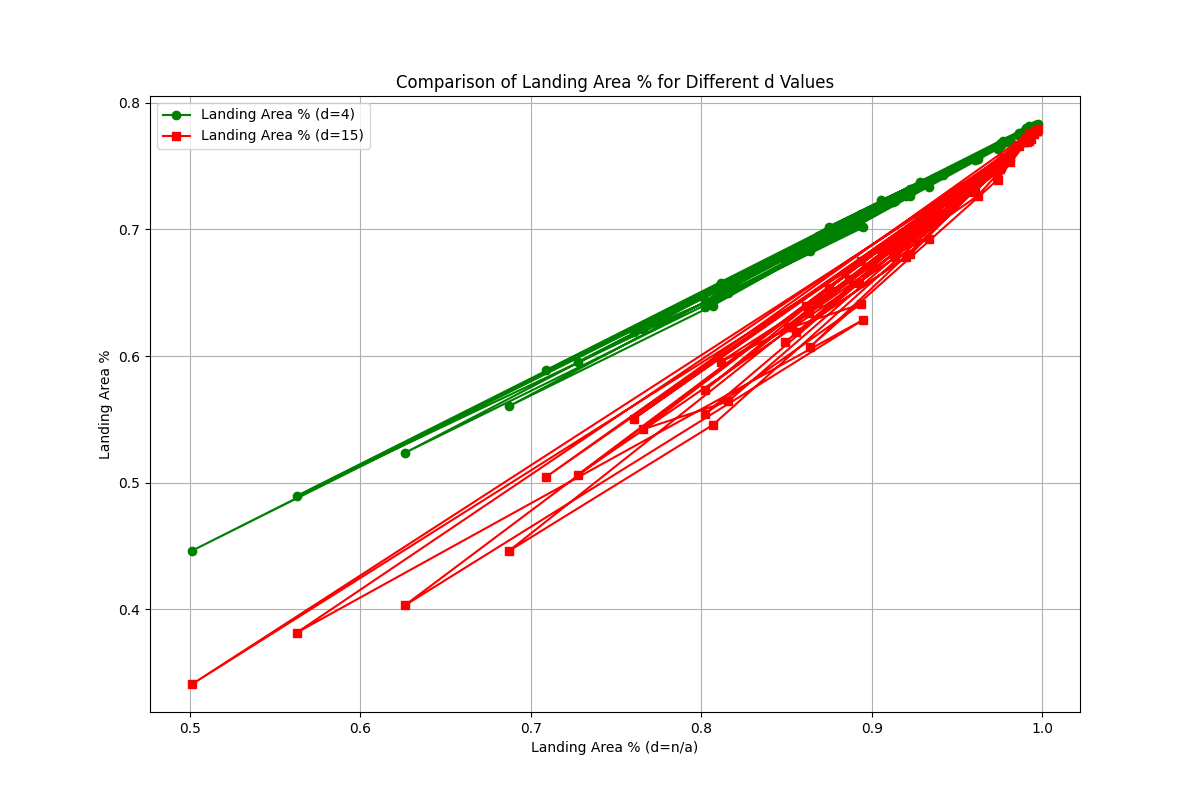 Comparison of Landing Area % for Different d Values
Landing Area % (d=4)
Landing Area % (d=15)
0.8
0.7
0.6
0.5
0.4
Landing Area %
0.5 0.6 0.7 0.8 0.9 1.0
Landing Area % (d=n/a)